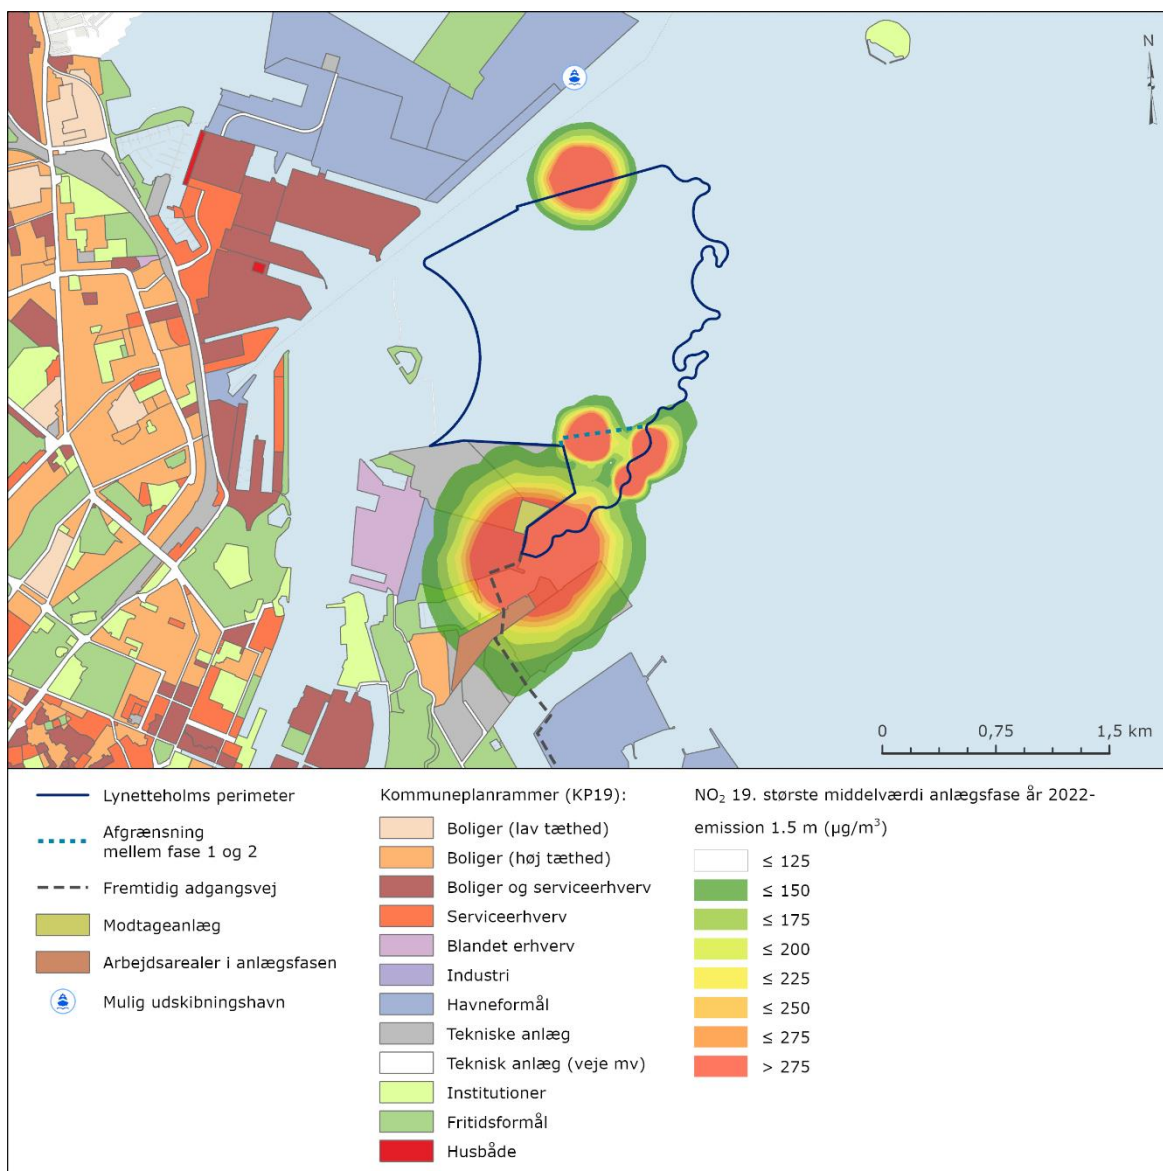 N
0 0,75 1,5 km
Lynetteholms perimeter
Afgrænsning
mellem fase 1 og 2
Fremtidig adgangsvej
Modtageanlæg
Arbejdsarealer i anlægsfasen
Mulig udskibningshavn
Kommuneplanrammer (KP19):
Boliger (lav tæthed)
Boliger (høj tæthed)
Boliger og serviceerhverv
Serviceerhverv
Blandet erhverv
Industri
Havneformål
Tekniske anlæg
Teknisk anlæg (veje mv)
Institutioner
Fritidsformål
Husbåde
NO₂ 19. største middelværdi anlægsfase år 2022-
emission 1.5 m (µg/m³)
≤ 125
≤ 150
≤ 175
≤ 200
≤ 225
≤ 250
≤ 275
> 275